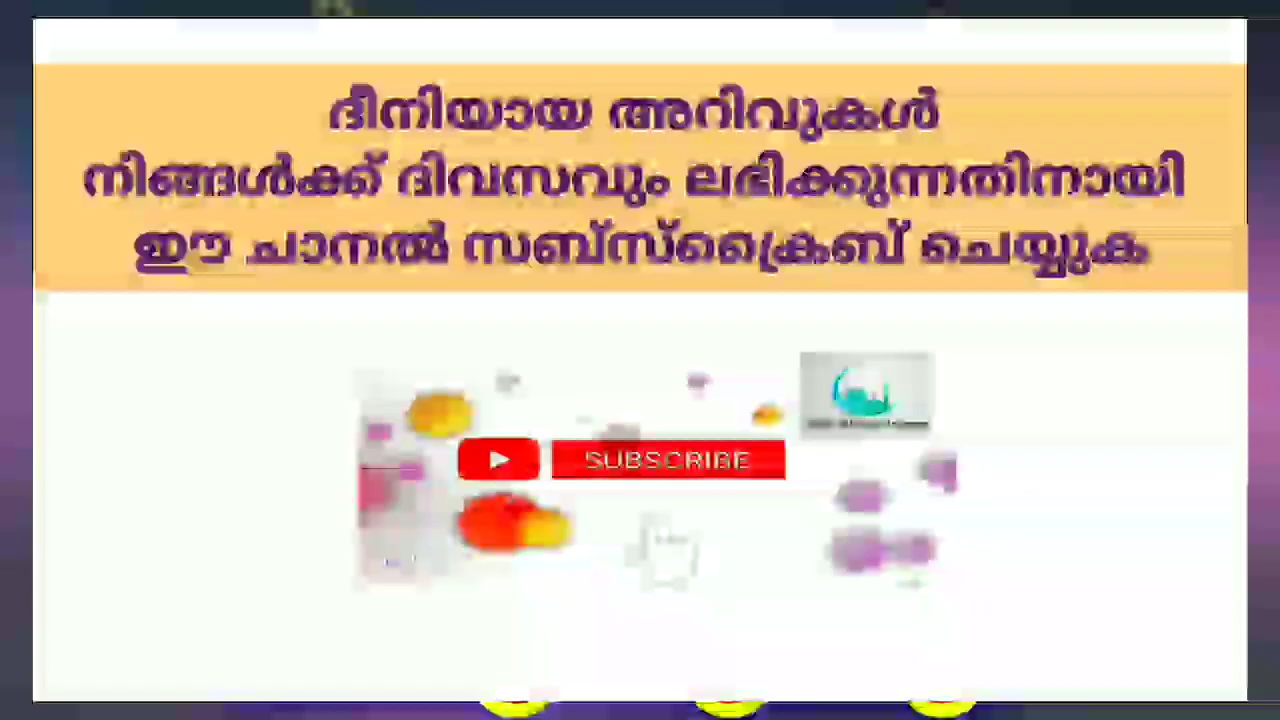 ദീനിയായ അറിവുകൾ
നിങ്ങൾക്ക് ദിവസവും ലഭിക്കുന്നതിനായി
ഈ ചാനൽ സബ്സ്ക്രൈബ് ചെയ്യുക
SUBSCRIBE